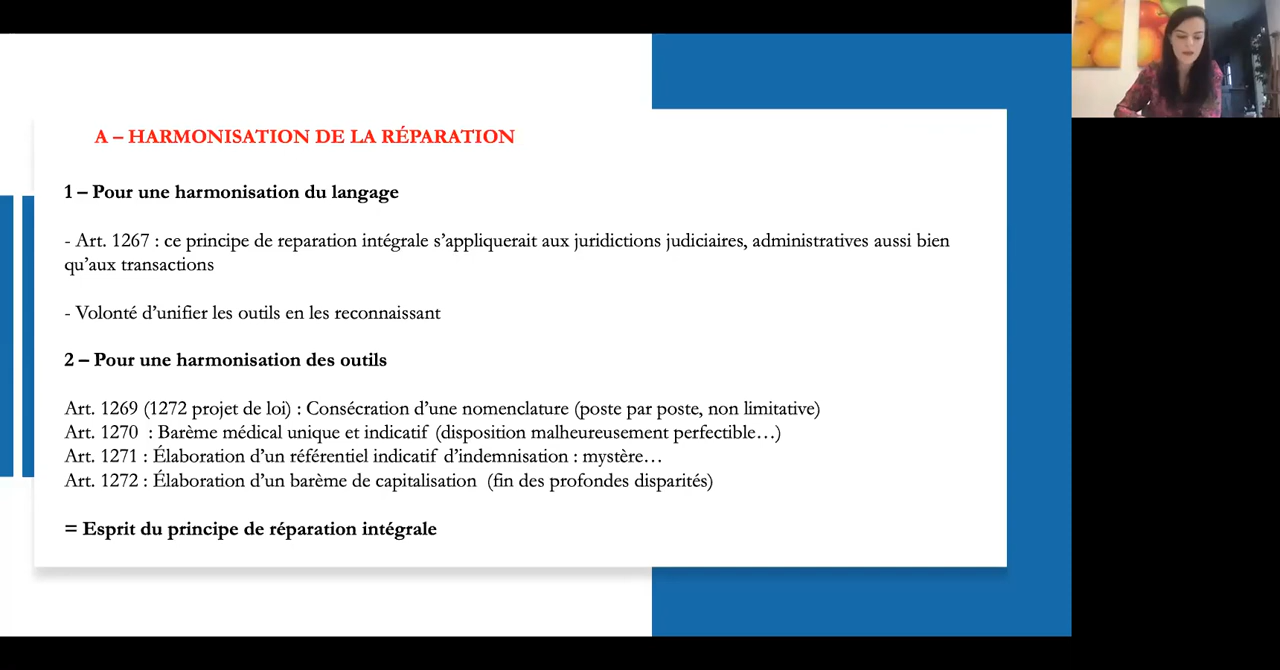 A – HARMONISATION DE LA RÉPARATION
1 – Pour une harmonisation du langage
- Art. 1267 : ce principe de reparation intégrale s’appliquerait aux juridictions judiciaires, administratives aussi bien
qu’aux transactions
- Volonté d’unifier les outils en les reconnaissant
2 – Pour une harmonisation des outils
Art. 1269 (1272 projet de loi) : Consécration d’une nomenclature (poste par poste, non limitative)
Art. 1270  : Barème médical unique et indicatif (disposition malheureusement perfectible…)
Art. 1271 : Élaboration d’un référentiel indicatif d’indemnisation : mystère…
Art. 1272 : Élaboration d’un barème de capitalisation  (fin des profondes disparités)
= Esprit du principe de réparation intégrale